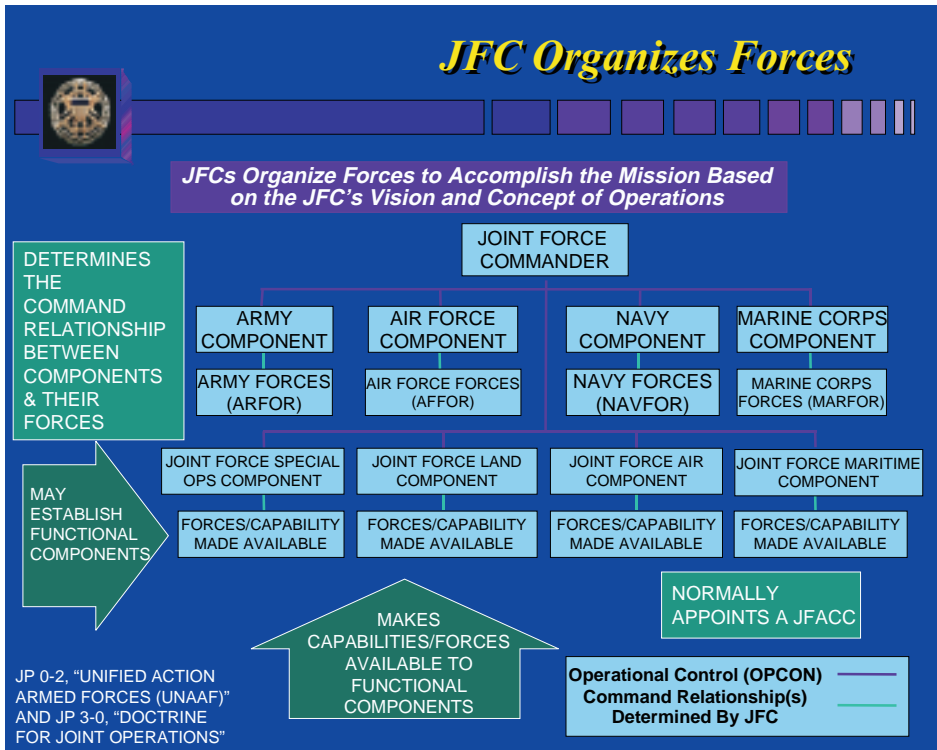 JFC Organizes Forces
JFCs Organize Forces to Accomplish the Mission Based
on the JFC's Vision and Concept of Operations
JOINT FORCE
COMMANDER
DETERMINES
THE
COMMAND
RELATIONSHIP
BETWEEN
COMPONENTS
& THEIR
FORCES
ARMY
COMPONENT
AIR FORCE
COMPONENT
NAVY
COMPONENT
MARINE CORPS
COMPONENT
ARMY FORCES
(ARFOR)
AIR FORCE FORCES
(AFFOR)
NAVY FORCES
(NAVFOR)
MARINE CORPS
FORCES (MARFOR)
MAY
ESTABLISH
FUNCTIONAL
COMPONENTS
JOINT FORCE SPECIAL
OPS COMPONENT
JOINT FORCE LAND
COMPONENT
JOINT FORCE AIR
COMPONENT
JOINT FORCE MARITIME
COMPONENT
FORCES/CAPABILITY
MADE AVAILABLE
FORCES/CAPABILITY
MADE AVAILABLE
FORCES/CAPABILITY
MADE AVAILABLE
FORCES/CAPABILITY
MADE AVAILABLE
MAKES
CAPABILITIES/FORCES
AVAILABLE TO
FUNCTIONAL
COMPONENTS
NORMALLY
APPOINTS A JFACC
JP 0-2, “UNIFIED ACTION
ARMED FORCES (UNAAF)”
AND JP 3-0, “DOCTRINE
FOR JOINT OPERATIONS”
Operational Control (OPCON)
Command Relationship(s)
Determined By JFC